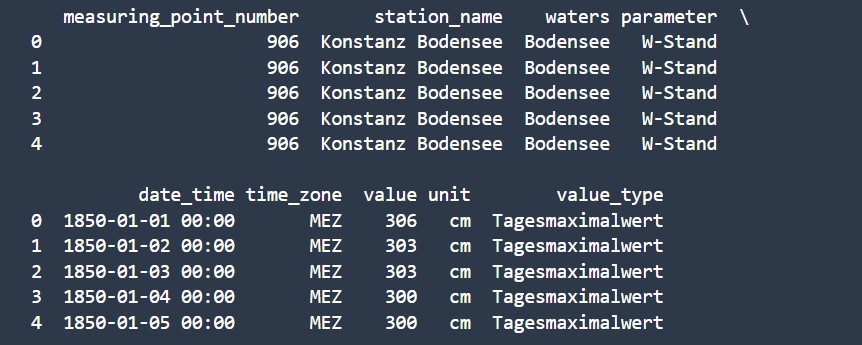 measuring_point_number station_name waters parameter \
0 906 Konstanz Bodensee Bodensee W-Stand
1 906 Konstanz Bodensee Bodensee W-Stand
2 906 Konstanz Bodensee Bodensee W-Stand
3 906 Konstanz Bodensee Bodensee W-Stand
4 906 Konstanz Bodensee Bodensee W-Stand
date_time time_zone value unit value_type
0 1850-01-01 00:00 MEZ 306 cm Tagesmaximalwert
1 1850-01-02 00:00 MEZ 303 cm Tagesmaximalwert
2 1850-01-03 00:00 MEZ 303 cm Tagesmaximalwert
3 1850-01-04 00:00 MEZ 300 cm Tagesmaximalwert
4 1850-01-05 00:00 MEZ 300 cm Tagesmaximalwert